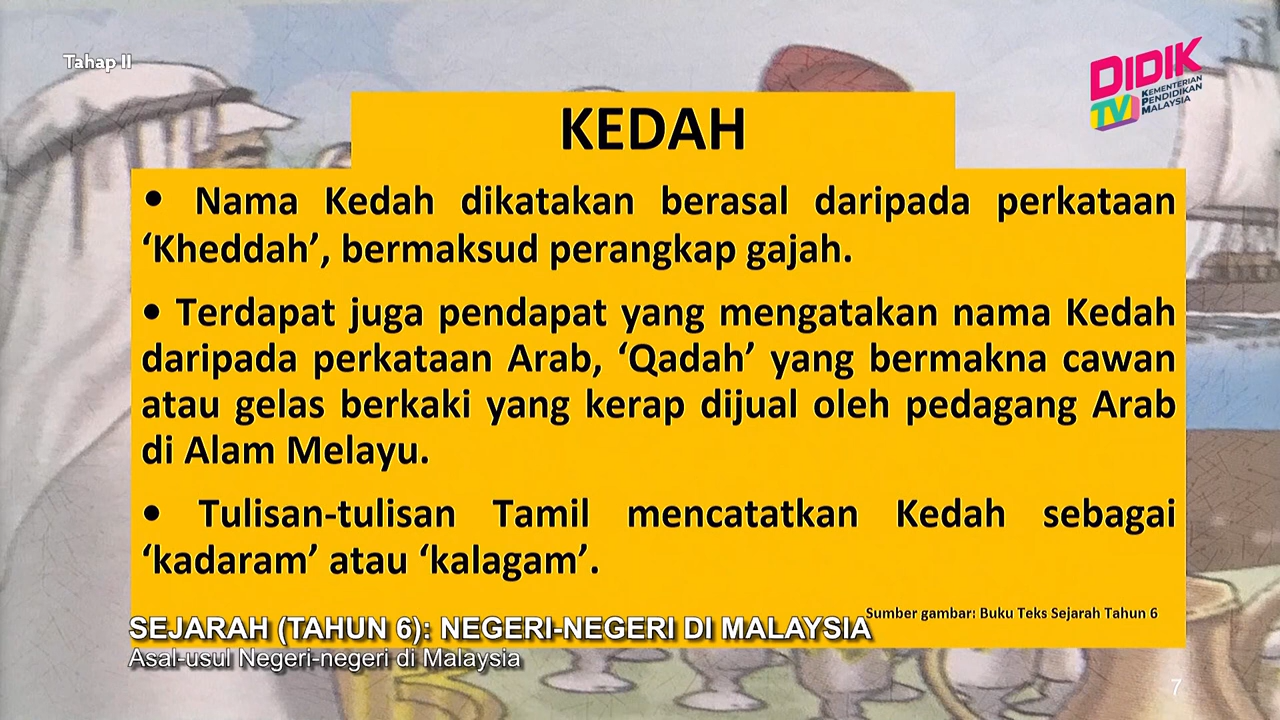 Tahap II
DIDIK
TV
KEMENTERIAN
PENDIDIKAN
MALAYSIA
KEDAH
• Nama Kedah dikatakan berasal daripada perkataan
‘Kheddah’, bermaksud perangkap gajah.
• Terdapat juga pendapat yang mengatakan nama Kedah
daripada perkataan Arab, ‘Qadah’ yang bermakna cawan
atau gelas berkaki yang kerap dijual oleh pedagang Arab
di Alam Melayu.
• Tulisan-tulisan Tamil mencatatkan Kedah sebagai
‘kadaram’ atau ‘kalagam’.
Sumber gambar: Buku Teks Sejarah Tahun 6
SEJARAH (TAHUN 6): NEGERI-NEGERI DI MALAYSIA
Asal-usul Negeri-negeri di Malaysia
7